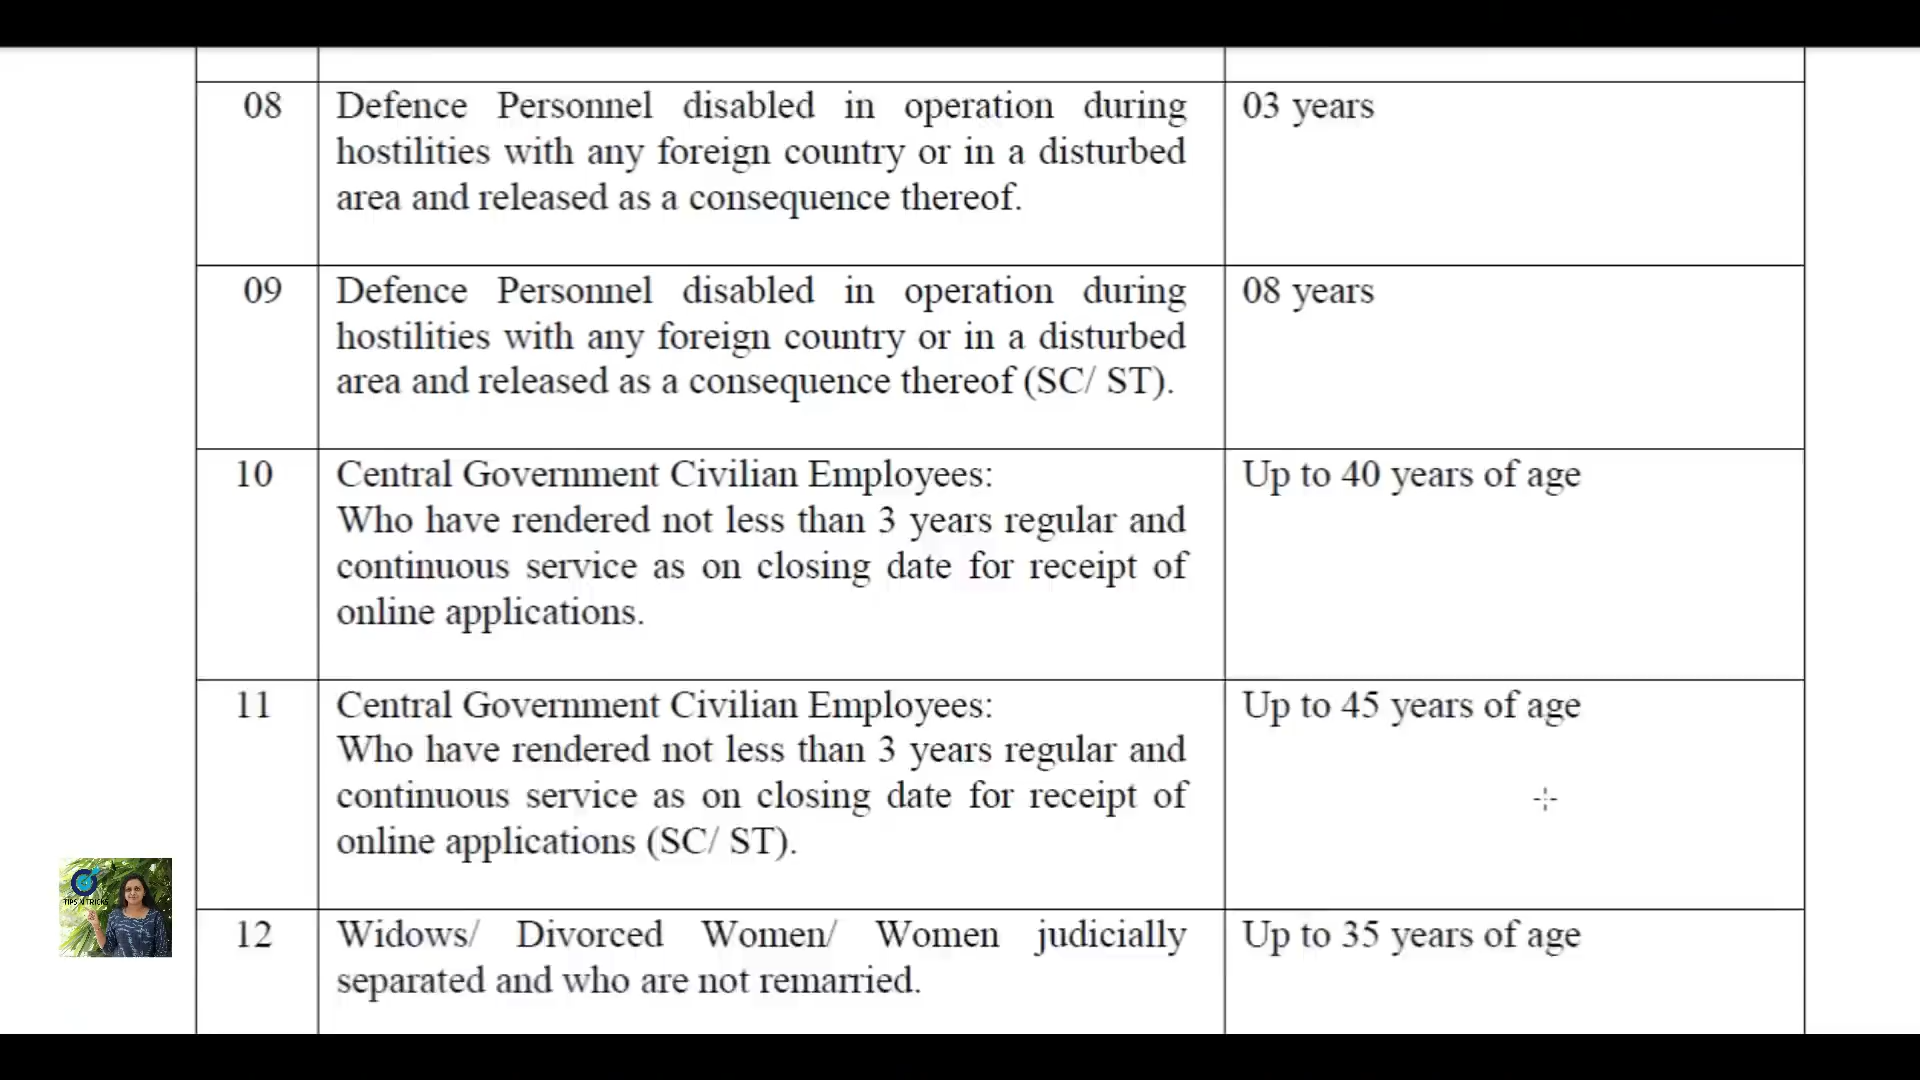 08
Defence Personnel disabled in operation during
hostilities with any foreign country or in a disturbed
area and released as a consequence thereof.
03 years
09
Defence Personnel disabled in operation during
hostilities with any foreign country or in a disturbed
area and released as a consequence thereof (SC/ ST).
08 years
10
Central Government Civilian Employees:
Who have rendered not less than 3 years regular and
continuous service as on closing date for receipt of
online applications.
Up to 40 years of age
11
Central Government Civilian Employees:
Who have rendered not less than 3 years regular and
continuous service as on closing date for receipt of
online applications (SC/ ST).
Up to 45 years of age
12
Widows/ Divorced Women/ Women judicially
separated and who are not remarried.
Up to 35 years of age
TIPS N TRICKS